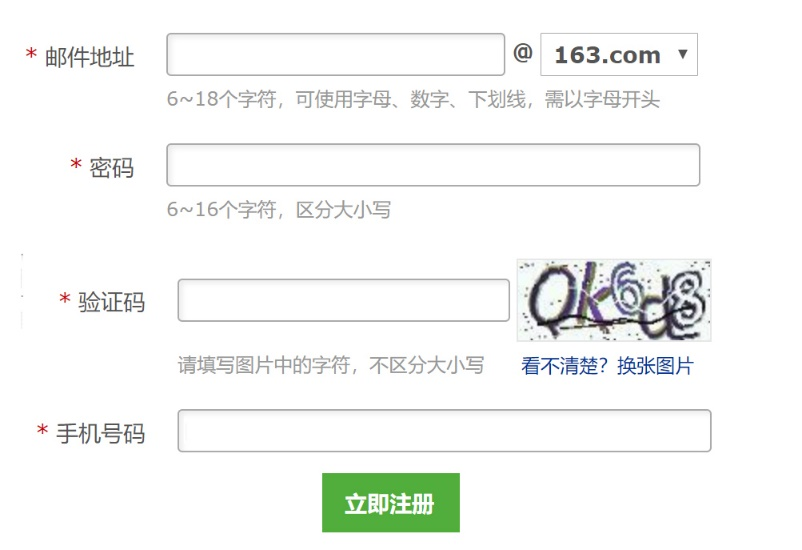 * 邮件地址 @ 163.com ▼
6~18个字符，可使用字母、数字、下划线，需以字母开头
* 密码
6~16个字符，区分大小写
* 验证码
请填写图片中的字符，不区分大小写 看不清楚？换张图片
* 手机号码
立即注册